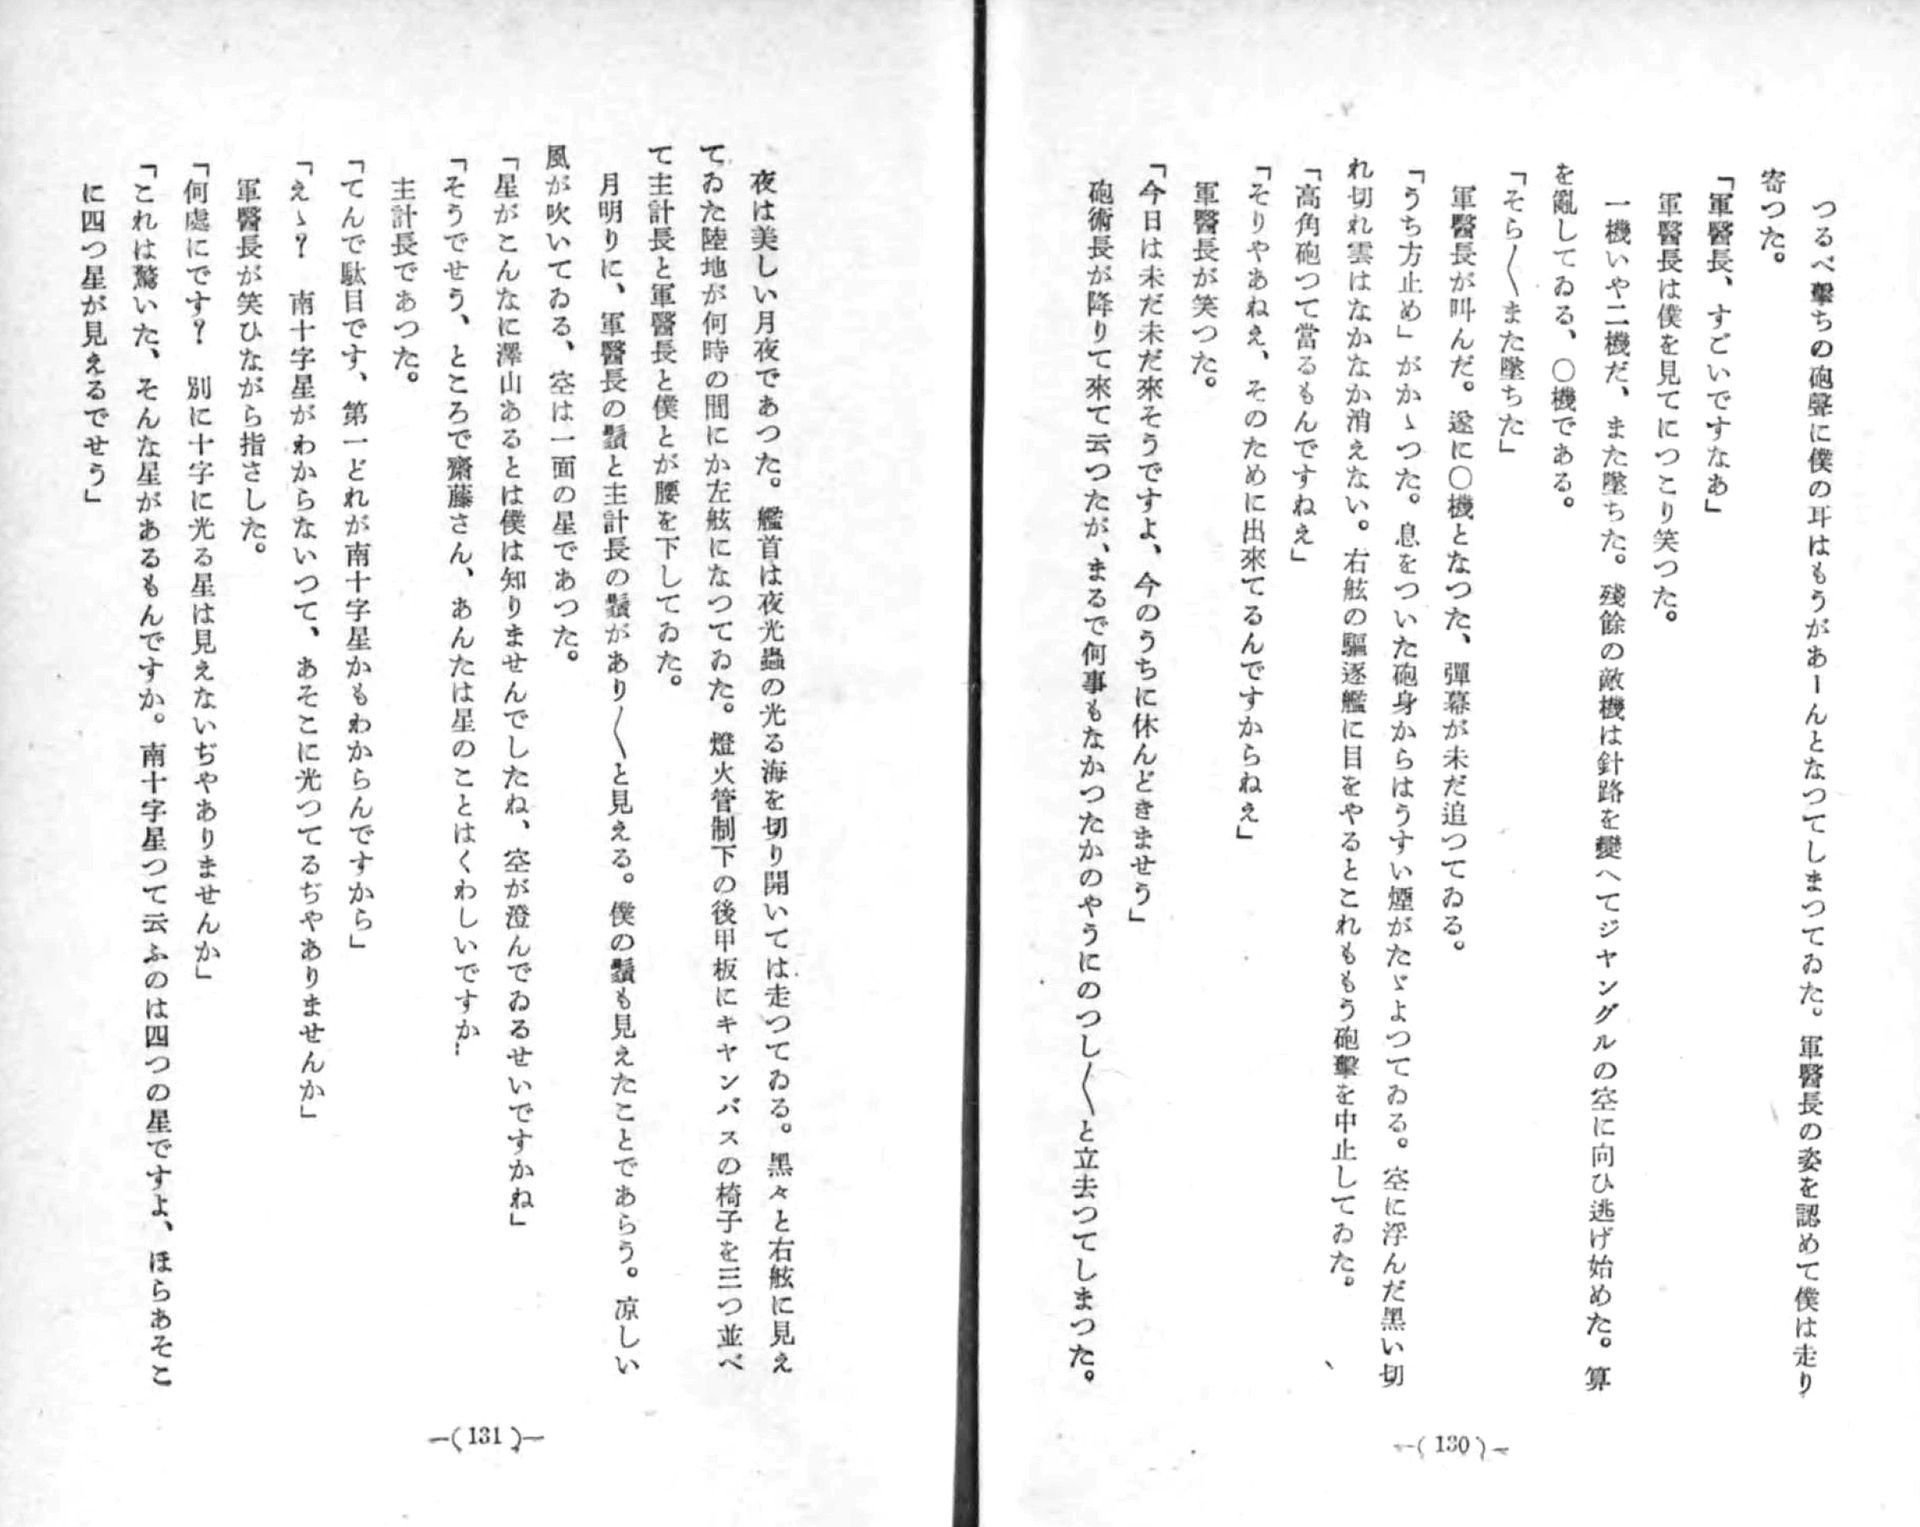 つるべ擊ちの砲聲に僕の耳はもうがあーんとなつてしまつてゐた。軍醫長の姿を認めて僕は走り
寄つた。
「軍醫長、すごいですなあ」
軍醫長は僕を見てにつこり笑つた。
一機いや二機だ、また墜ちた。殘餘の敵機は針路を變へてジヤングルの空に向ひ逃げ始めた。算
を亂してゐる、〇機である。
「そら〳〵また墜ちた」
軍醫長が叫んだ。遂に〇機となつた、彈幕が未だ追つてゐる。
「うち方止め」がかゝつた。息をついた砲身からはうすい煙がたゞよつてゐる。空に浮んだ黑い切
れ切れ雲はなかなか消えない。右舷の驅逐艦に目をやるとこれももう砲擊を中止してゐた。
「高角砲つて當るもんですねえ」
「そりやあねえ、そのために出來てるんですからねえ」
軍醫長が笑つた。
「今日は未だ未だ來そうですよ、今のうちに休んどきませう」
砲術長が降りて來て云つたが、まるで何事もなかつたかのやうにのつし〳〵と立去つてしまつた。
—(130)—
夜は美しい月夜であつた。艦首は夜光蟲の光る海を切り開いては走つてゐる。黑々と右舷に見え
てゐた陸地が何時の間にか左舷になつてゐた。燈火管制下の後甲板にキヤンバスの椅子を三つ並べ
て主計長と軍醫長と僕とが腰を下してゐた。
月明りに、軍醫長の鬚と主計長の鬚があり〳〵と見える。僕の鬚も見えたことであらう。凉しい
風が吹いてゐる、空は一面の星であつた。
「星がこんなに澤山あるとは僕は知りませんでしたね、空が澄んでゐるせいですかね」
「そうでせう、ところで齋藤さん、あんたは星のことはくわしいですか」
主計長であつた。
「てんで駄目です、第一どれが南十字星かもわからんですから」
「えゝ？　南十字星がわからないつて、あそこに光つてるぢやありませんか」
軍醫長が笑ひながら指さした。
「何處にです？　別に十字に光る星は見えないぢやありませんか」
「これは驚いた、そんな星があるもんですか。南十字星つて云ふのは四つの星ですよ、ほらあそこ
に四つ星が見えるでせう」
—(131)—